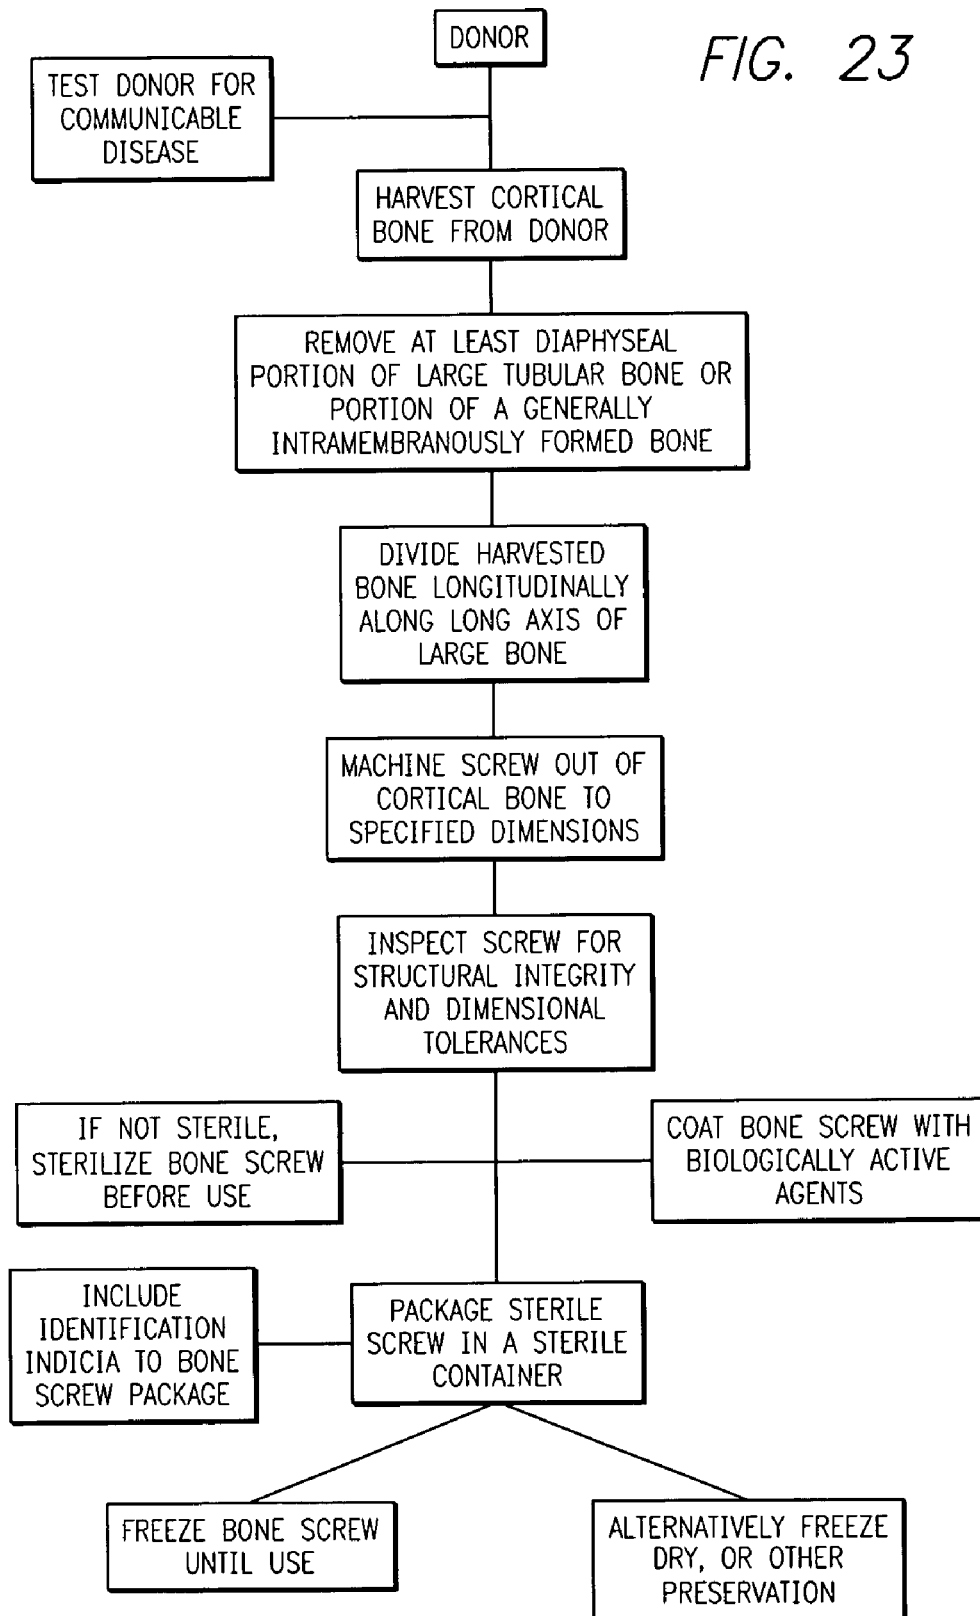 DONOR
FIG. 23
TEST DONOR FOR
COMMUNICABLE
DISEASE
HARVEST CORTICAL
BONE FROM DONOR
REMOVE AT LEAST DIAPHYSEAL
PORTION OF LARGE TUBULAR BONE OR
PORTION OF A GENERALLY
INTRAMEMBRANOUSLY FORMED BONE
DIVIDE HARVESTED
BONE LONGITUDINALLY
ALONG LONG AXIS OF
LARGE BONE
MACHINE SCREW OUT OF
CORTICAL BONE TO
SPECIFIED DIMENSIONS
INSPECT SCREW FOR
STRUCTURAL INTEGRITY
AND DIMENSIONAL
TOLERANCES
IF NOT STERILE,
STERILIZE BONE SCREW
BEFORE USE
COAT BONE SCREW WITH
BIOLOGICALLY ACTIVE
AGENTS
INCLUDE
IDENTIFICATION
INDICIA TO BONE
SCREW PACKAGE
PACKAGE STERILE
SCREW IN A STERILE
CONTAINER
FREEZE BONE SCREW
UNTIL USE
ALTERNATIVELY FREEZE
DRY, OR OTHER
PRESERVATION